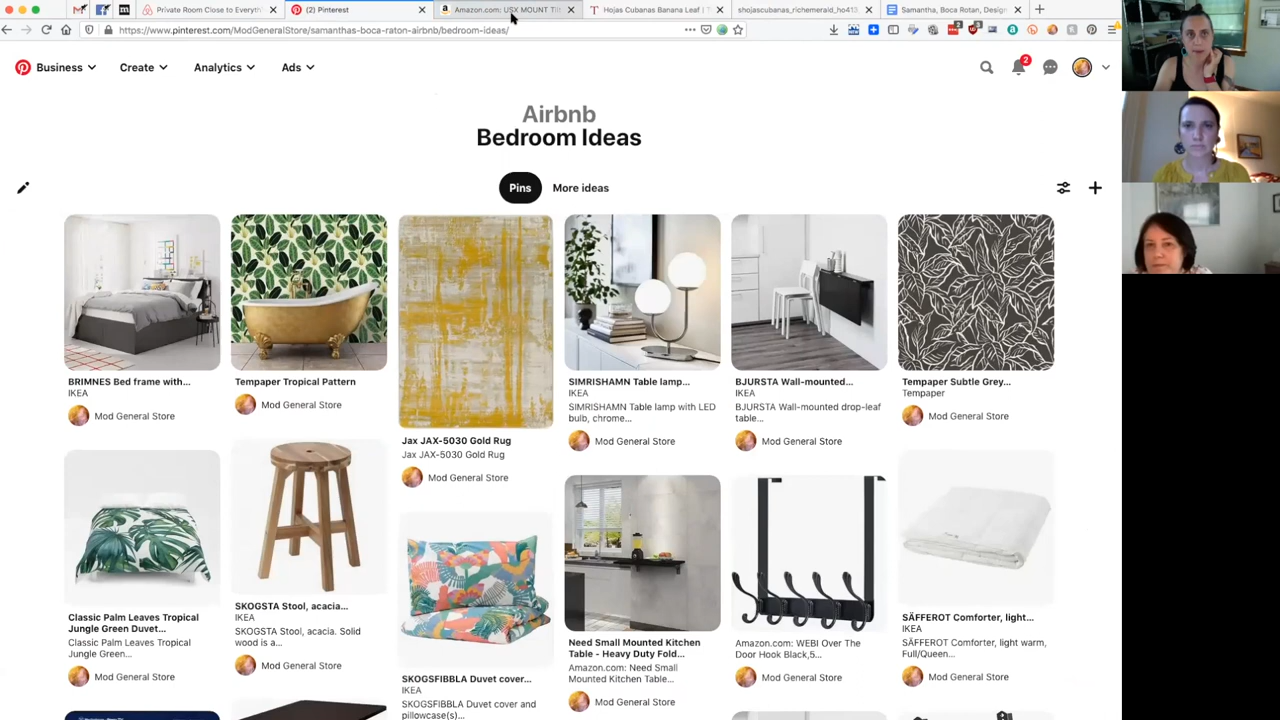 Private Room Close to Everyth
(2) Pinterest
Amazon.com: USX MOUNT Tilt
Hojas Cubanas Banana Leaf | T
shojascubanas_richemerald_ho413
Samantha, Boca Rotan, Design
https://www.pinterest.com/ModGeneralStore/samanthas-boca-raton-airbnb/bedroom-ideas/
Business
Create
Analytics
Ads
2
Airbnb
Bedroom Ideas
Pins
More ideas
BRIMNES Bed frame with...
IKEA
Mod General Store
Tempaper Tropical Pattern
Mod General Store
Jax JAX-5030 Gold Rug
Jax JAX-5030 Gold Rug
Mod General Store
SIMRISHAMN Table lamp...
IKEA
SIMRISHAMN Table lamp with LED
bulb, chrome...
Mod General Store
BJURSTA Wall-mounted...
IKEA
BJURSTA Wall-mounted drop-leaf
table...
Mod General Store
Tempaper Subtle Grey...
Tempaper
Mod General Store
Classic Palm Leaves Tropical
Jungle Green Duvet...
Classic Palm Leaves Tropical
Jungle Green...
Mod General Store
SKOGSTA Stool, acacia...
IKEA
SKOGSTA Stool, acacia. Solid
wood is a...
Mod General Store
SKOGSFIBBLA Duvet cover...
IKEA
SKOGSFIBBLA Duvet cover and
pillowcase(s)...
Need Small Mounted Kitchen
Table - Heavy Duty Fold...
Amazon.com: Need Small
Mounted Kitchen Table...
Mod General Store
Amazon.com: WEBI Over The
Door Hook Black,5...
Mod General Store
SÄFFEROT Comforter, light...
IKEA
SÄFFEROT Comforter, light warm,
Full/Queen...
Mod General Store